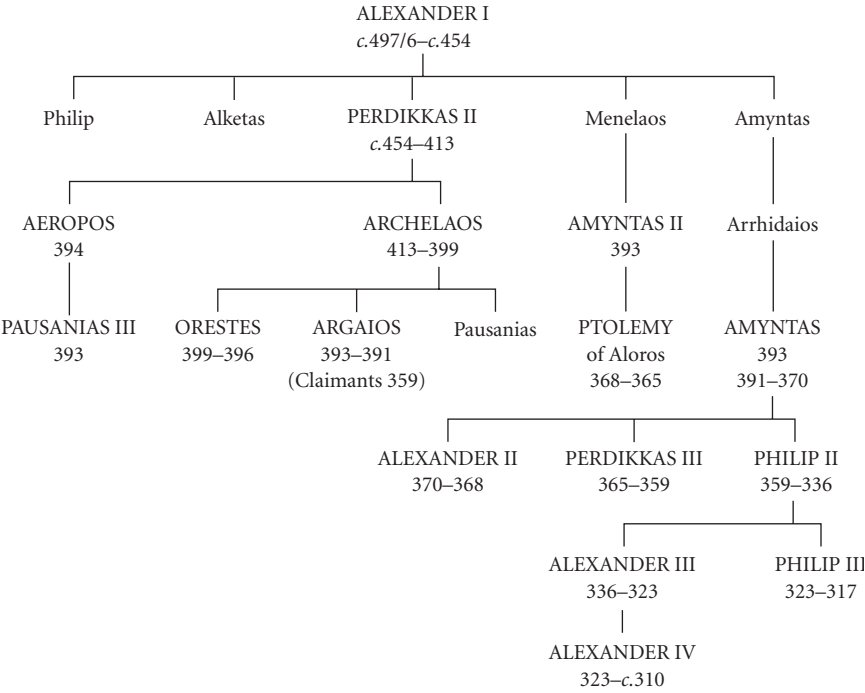 ALEXANDER I
c.497/6–c.454
Philip
Alketas
PERDIKKAS II
c.454–413
Menelaos
Amyntas
AEROPOS
394
ARCHELAOS
413–399
AMYNTAS II
393
Arrhidaios
PAUSANIAS III
393
ORESTES
399–396
ARGAIOS
393–391
(Claimants 359)
Pausanias
PTOLEMY
of Aloros
368–365
AMYNTAS
393
391–370
ALEXANDER II
370–368
PERDIKKAS III
365–359
PHILIP II
359–336
ALEXANDER III
336–323
PHILIP III
323–317
ALEXANDER IV
323–c.310